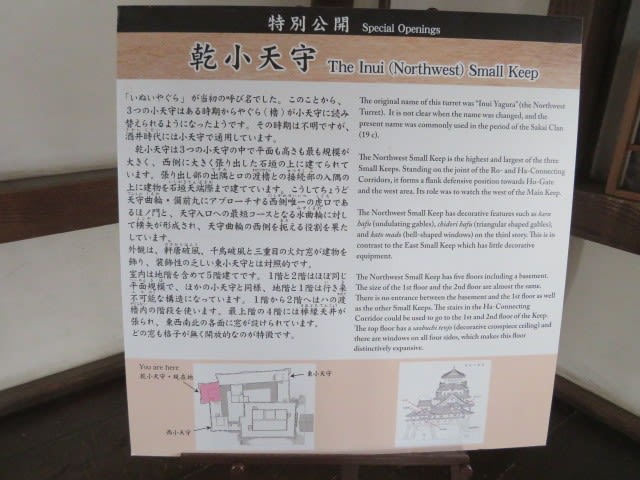 特別公開 Special Openings
乾小天守 The Inui (Northwest) Small Keep
「いぬいやぐら」が当初の呼び名でした。このことから、
３つの小天守はある時期からやぐら（櫓）が小天守に読み
替えられるようになったようです。その時期は不明ですが、
酒井時代には小天守で通用しています。
乾小天守は３つの小天守の中で平面も高さも最も規模が
大きく、西側に大きく張り出した石垣の上に建てられて
います。張り出し部の出隅とロの渡櫓との接続部の入隅の
上に建物を石垣天端際まで建てています。こうしてちょうど
天守曲輪・備前丸にアプローチする西側唯一の虎口であ
るほノ門と、天守入口への最短コースとなる水曲輪に対し
て横矢が形成され、天守曲輪の西側を扼える役割を果た
しています。
外観は、軒唐破風、千鳥破風と三重目の火灯窓が建物を
飾り、装飾性の乏しい東小天守とは対照的です。
室内は地階を含めて５階建てです。１階と２階はほぼ同じ
平面規模で、ほかの小天守と同様、地階と１階は行き来
不可能な構造になっています。１階から２階へはハの渡
櫓内の階段を使います。最上階の４階には棹縁天井が
張られ、東西南北の各面に窓が設けられています。
どの窓も格子が無く開放的なのが特徴です。
The original name of this turret was "Inui Yagura" (the Northwest
Turret). It is not clear when the name was changed, and the
present name was commonly used in the period of the Sakai Clan
(19 c).
The Northwest Small Keep is the highest and largest of the three
Small Keeps. Standing on the joint of the Ro- and Ha-Connecting
Corridors, it forms a flank defensive position towards Ho-Gate
and the west area. Its role was to watch the west of the Main Keep.
The Northwest Small Keep has decorative features such as kara
hafu (undulating gables), chidori hafu (triangular shaped gables),
and kato mado (bell-shaped windows) on the third story. This is in
contrast to the East Small Keep which has little decorative
equipment.
The Northwest Small Keep has five floors including a basement.
The size of the 1st floor and the 2nd floor are almost the same.
There is no entrance between the basement and the 1st floor as well
as the other Small Keeps. The stairs in the Ha-Connecting
Corridor could be used to go to the 1st and 2nd floor of the Keep.
The top floor has a saobuchi tenjo (decorative crosspiece ceiling) and
there are windows on all four sides, which makes this floor
distinctively expansive.
You are here
乾小天守・現在地
東小天守
西小天守